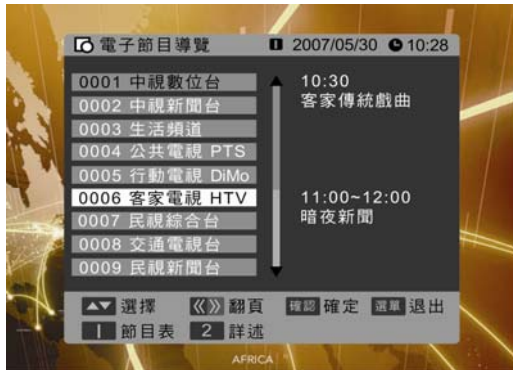 電子節目導覽 2007/05/30 10:28
0001 中視數位台
0002 中視新聞台
0003 生活頻道
0004 公共電視 PTS
0005 行動電視 DiMo
0006 客家電視 HTV
0007 民視綜合台
0008 交通電視台
0009 民視新聞台
10:30
客家傳統戲曲
11:00~12:00
暗夜新聞
選擇 翻頁 確認 確定 選單 退出
1 節目表 2 詳述
AFRICA